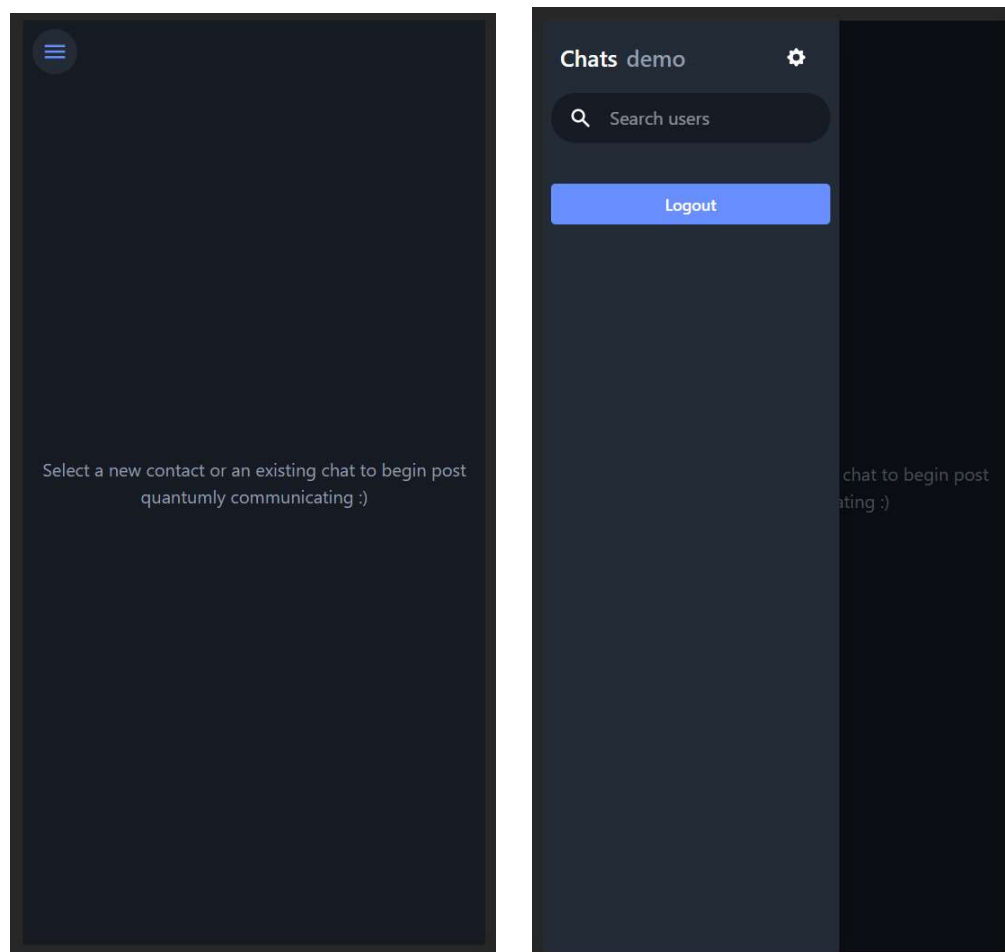 Select a new contact or an existing chat to begin post
quantumly communicating :)
Chats demo
Search users
Logout
chat to begin post
ating :)